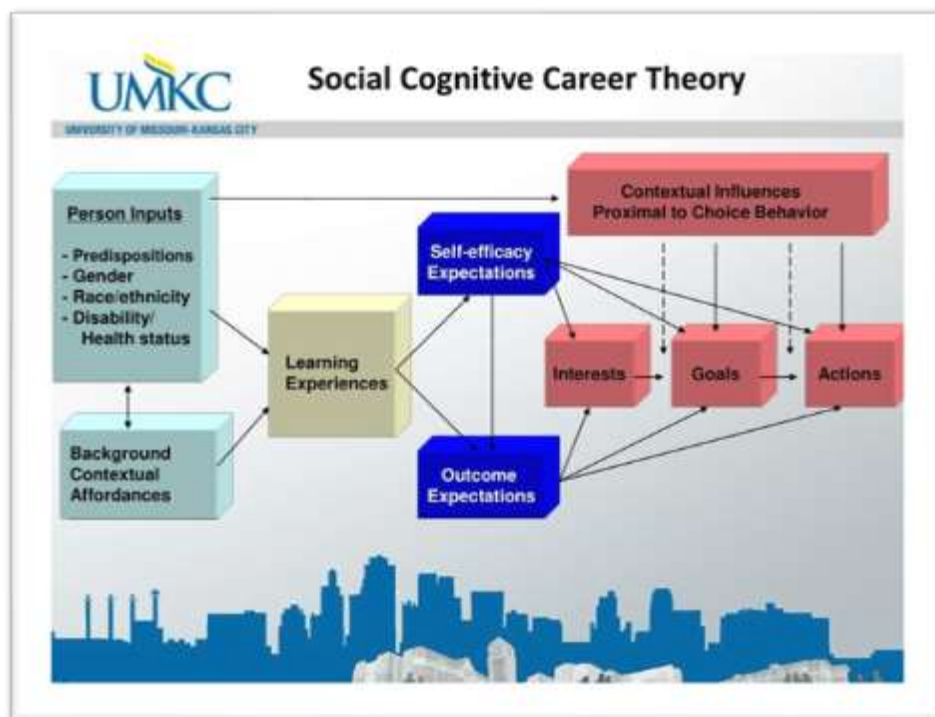 UMKC
UNIVERSITY OF MISSOURI-KANSAS CITY
Social Cognitive Career Theory
Person Inputs
- Predispositions
- Gender
- Race/ethnicity
- Disability/
Health status
Background
Contextual
Affordances
Learning
Experiences
Self-efficacy
Expectations
Outcome
Expectations
Contextual Influences
Proximal to Choice Behavior
Interests
Goals
Actions